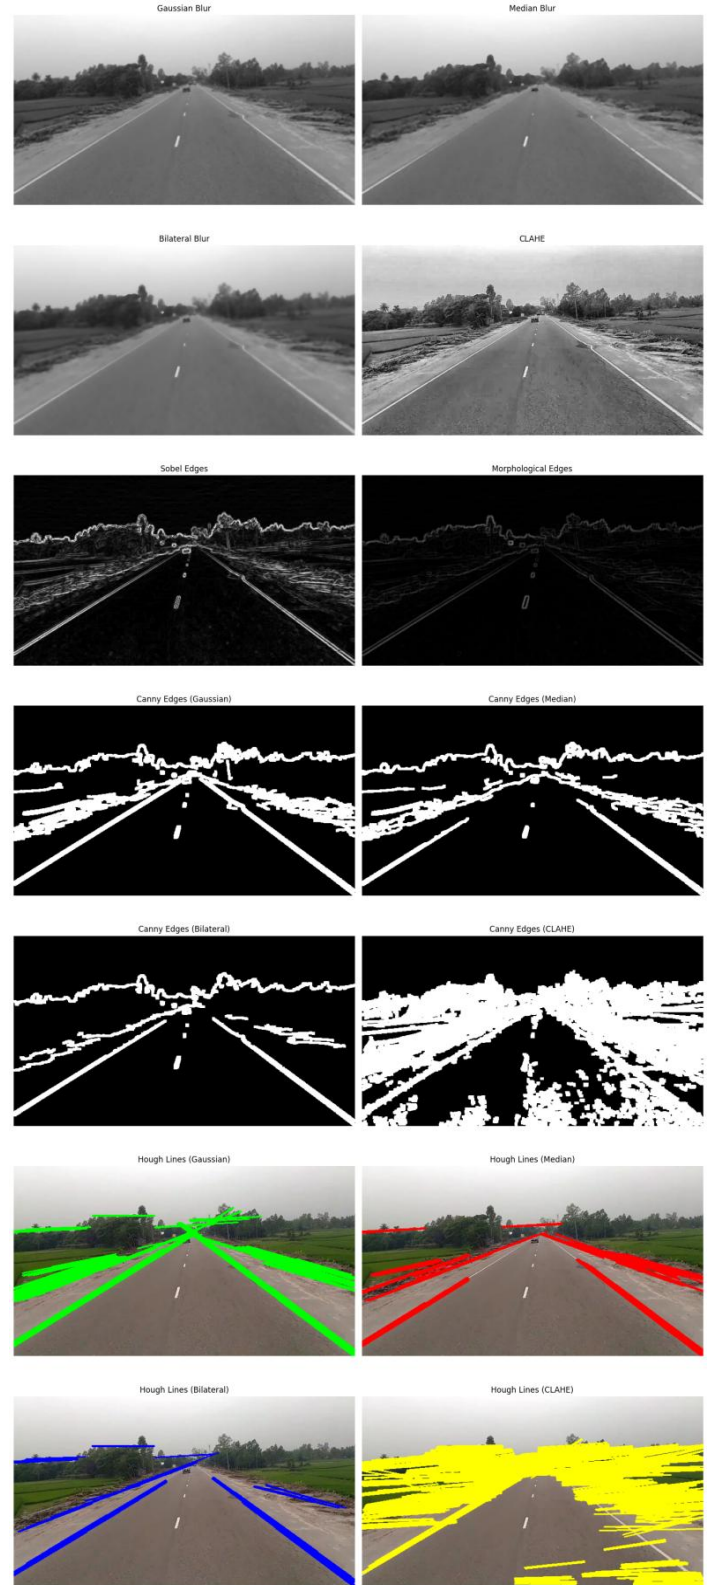 Gaussian Blur
Median Blur
Bilateral Blur
CLAHE
Sobel Edges
Morphological Edges
Canny Edges (Gaussian)
Canny Edges (Median)
Canny Edges (Bilateral)
Canny Edges (CLAHE)
Hough Lines (Gaussian)
Hough Lines (Median)
Hough Lines (Bilateral)
Hough Lines (CLAHE)